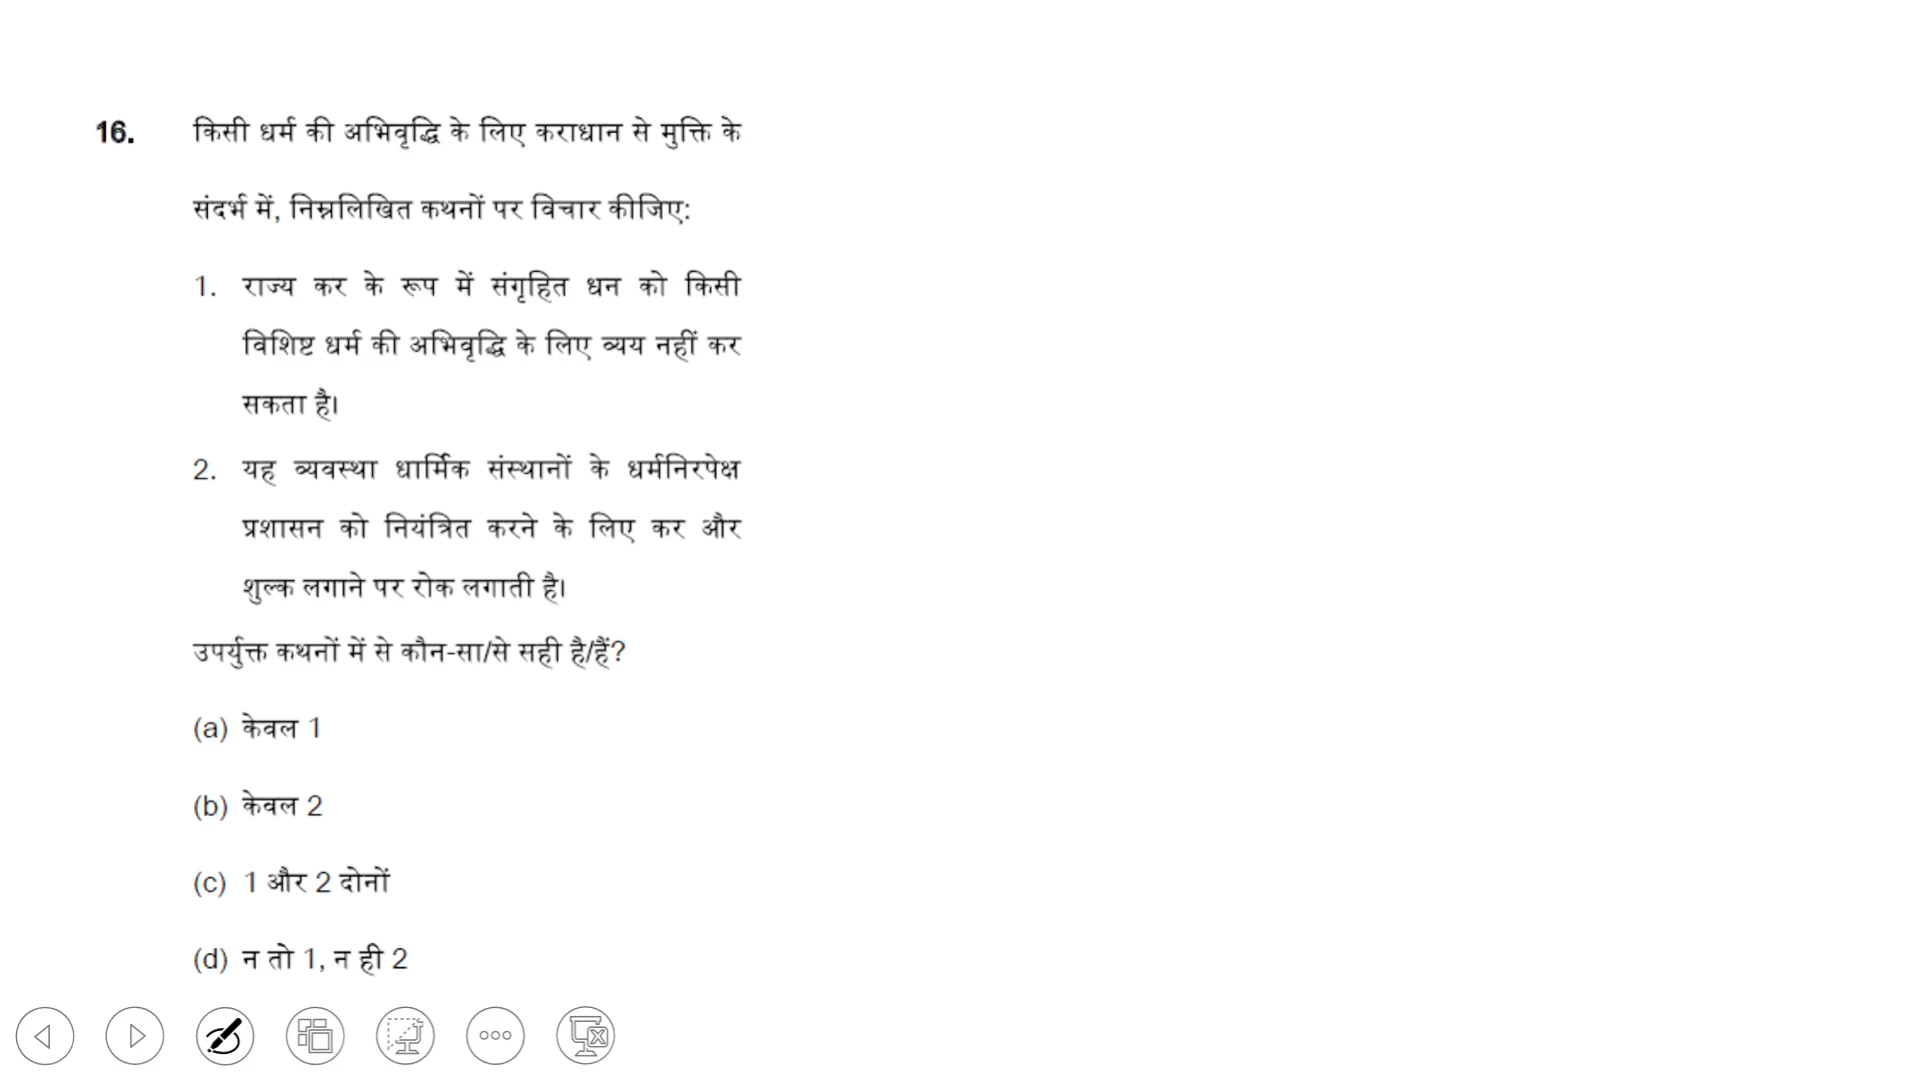 16. किसी धर्म की अभिवृद्धि के लिए कराधान से मुक्ति के
संदर्भ में, निम्नलिखित कथनों पर विचार कीजिए:
1. राज्य कर के रूप में संगृहित धन को किसी
विशिष्ट धर्म की अभिवृद्धि के लिए व्यय नहीं कर
सकता है।
2. यह व्यवस्था धार्मिक संस्थानों के धर्मनिरपेक्ष
प्रशासन को नियंत्रित करने के लिए कर और
शुल्क लगाने पर रोक लगाती है।
उपर्युक्त कथनों में से कौन-सा/से सही है/हैं?
(a) केवल 1
(b) केवल 2
(c) 1 और 2 दोनों
(d) न तो 1, न ही 2